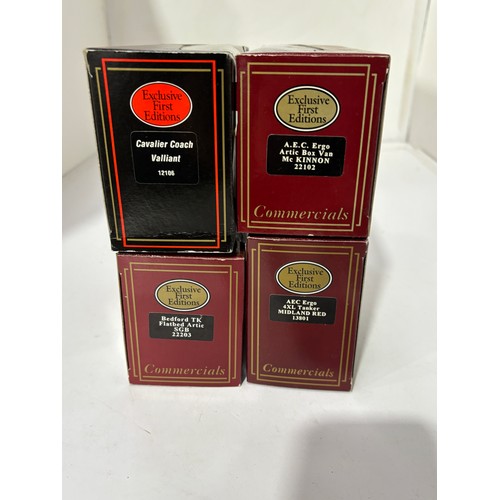 Exclusive
First
Editions
Cavalier Coach
Valliant
12106
Exclusive
First
Editions
A.E.C. Ergo
Artic Box Van
Mc KINNON
22102
Commercials
Exclusive
First
Editions
Bedford TK
Flatbed Artic
SGB
22203
Commercials
Exclusive
First
Editions
AEC Ergo
4XL Tanker
MIDLAND RED
13801
Commercials